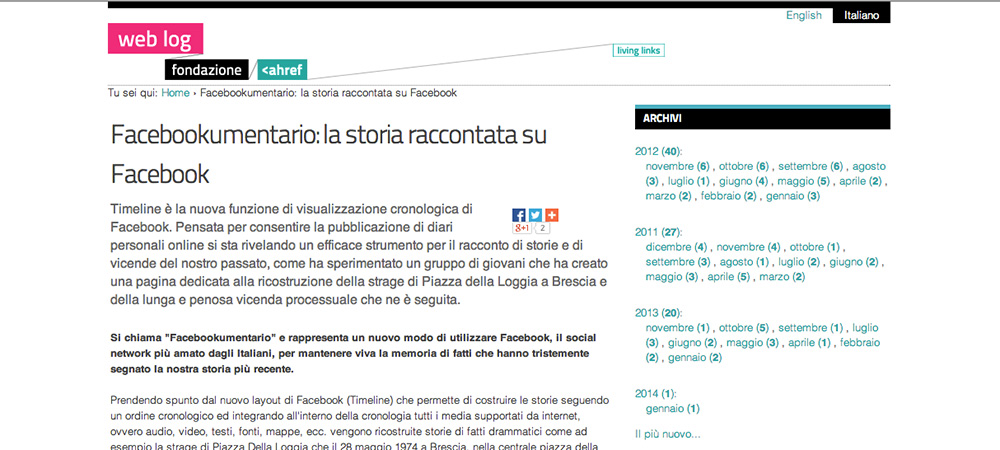 English Italiano
web log
living links
fondazione <ahref
Tu sei qui: Home › Facebookumentario: la storia raccontata su Facebook
Facebookumentario: la storia raccontata su
Facebook
Timeline è la nuova funzione di visualizzazione cronologica di
Facebook. Pensata per consentire la pubblicazione di diari
personali online si sta rivelando un efficace strumento per il racconto di storie e di
vicende del nostro passato, come ha sperimentato un gruppo di giovani che ha creato
una pagina dedicata alla ricostruzione della strage di Piazza della Loggia a Brescia e
della lunga e penosa vicenda processuale che ne è seguita.
g+1 2
Si chiama "Facebookumentario" e rappresenta un nuovo modo di utilizzare Facebook, il social
network più amato dagli Italiani, per mantenere viva la memoria di fatti che hanno tristemente
segnato la nostra storia più recente.
Prendendo spunto dal nuovo layout di Facebook (Timeline) che permette di costruire le storie seguendo
un ordine cronologico ed integrando all'interno della cronologia tutti i media supportati da internet,
ovvero audio, video, testi, fonti, mappe, ecc. vengono ricostruite storie di fatti drammatici come ad
esempio la strage di Piazza Della Loggia che il 28 maggio 1974 a Brescia, nella centrale piazza della
ARCHIVI
2012 (40):
novembre (6) , ottobre (6) , settembre (6) , agosto
(3) , luglio (1) , giugno (4) , maggio (5) , aprile (2) ,
marzo (2) , febbraio (2) , gennaio (3)
2011 (27):
dicembre (4) , novembre (4) , ottobre (1) ,
settembre (3) , agosto (1) , luglio (2) , giugno (2) ,
maggio (3) , aprile (5) , marzo (2)
2013 (20):
novembre (1) , ottobre (5) , settembre (1) , luglio
(3) , giugno (2) , maggio (3) , aprile (1) , febbraio
(2) , gennaio (2)
2014 (1):
gennaio (1)
Il più nuovo...